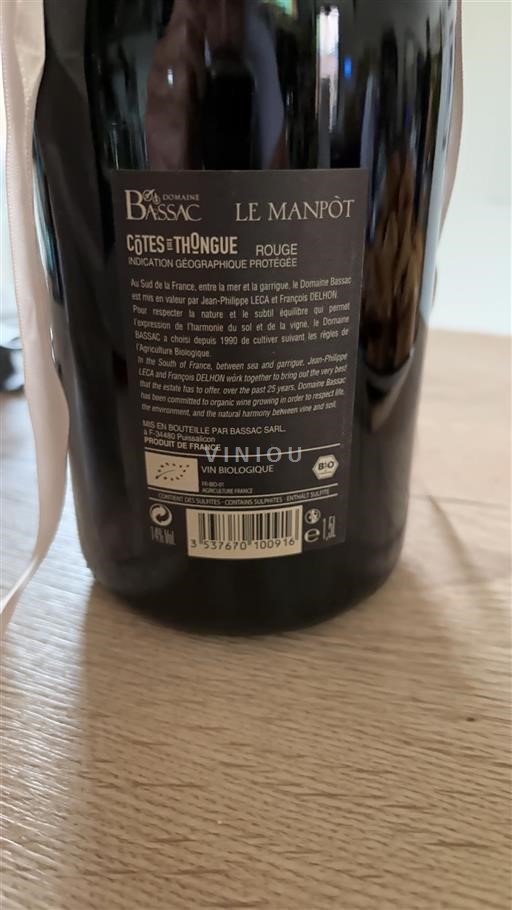 DOMAINE
BASSAC
LE MANPÒT
CÔTES DE THONGUE ROUGE
INDICATION GÉOGRAPHIQUE PROTÉGÉE
Au Sud de la France, entre la mer et la garrigue, le Domaine Bassac
est mis en valeur par Jean-Philippe LECA et François DELHON.
Pour respecter la nature et le subtil équilibre qui permet
l'expression de l'harmonie du sol et de la vigne, le Domaine
BASSAC a choisi depuis 1990 de cultiver suivant les règles de
l'Agriculture Biologique.
In the South of France, between sea and garrigue, Jean-Philippe
LECA and François DELHON work together to bring out the very best
that the estate has to offer. over the past 25 years, Domaine Bassac
has been committed to organic wine growing in order to respect life,
the environment, and the natural harmony between vine and soil.
MIS EN BOUTEILLE PAR BASSAC SARL.
à F-34480 Puissalicon
PRODUIT DE FRANCE
VINIOU
VIN BIOLOGIQUE
BIO
FR-BIO-01
AGRICULTURE FRANCE
CONTIENT DES SULFITES - CONTAINS SULPHITES - ENTHÄLT SULFITE
14% Vol.
3 537670 100916
e 1,5L